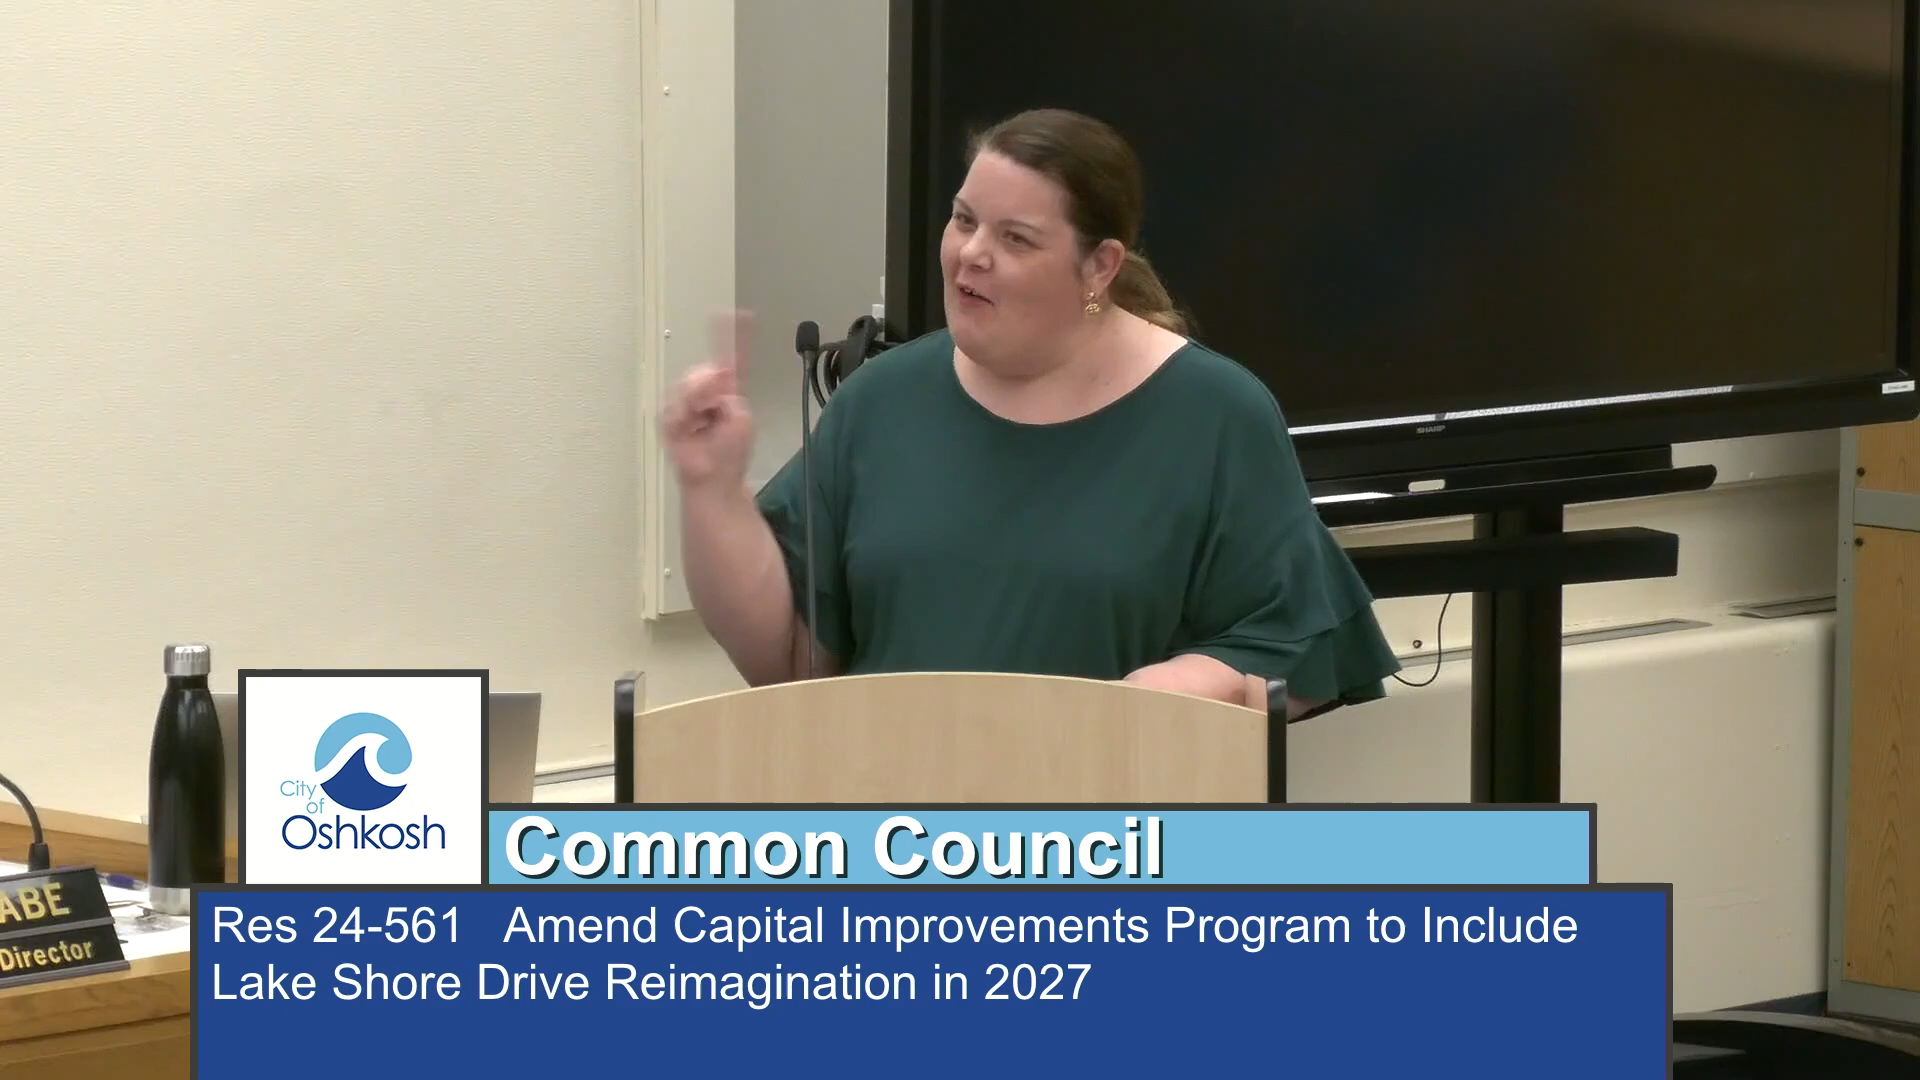 SHARP
City
of
Oshkosh
Common Council
ABE
Director
Res 24-561 Amend Capital Improvements Program to Include
Lake Shore Drive Reimagination in 2027